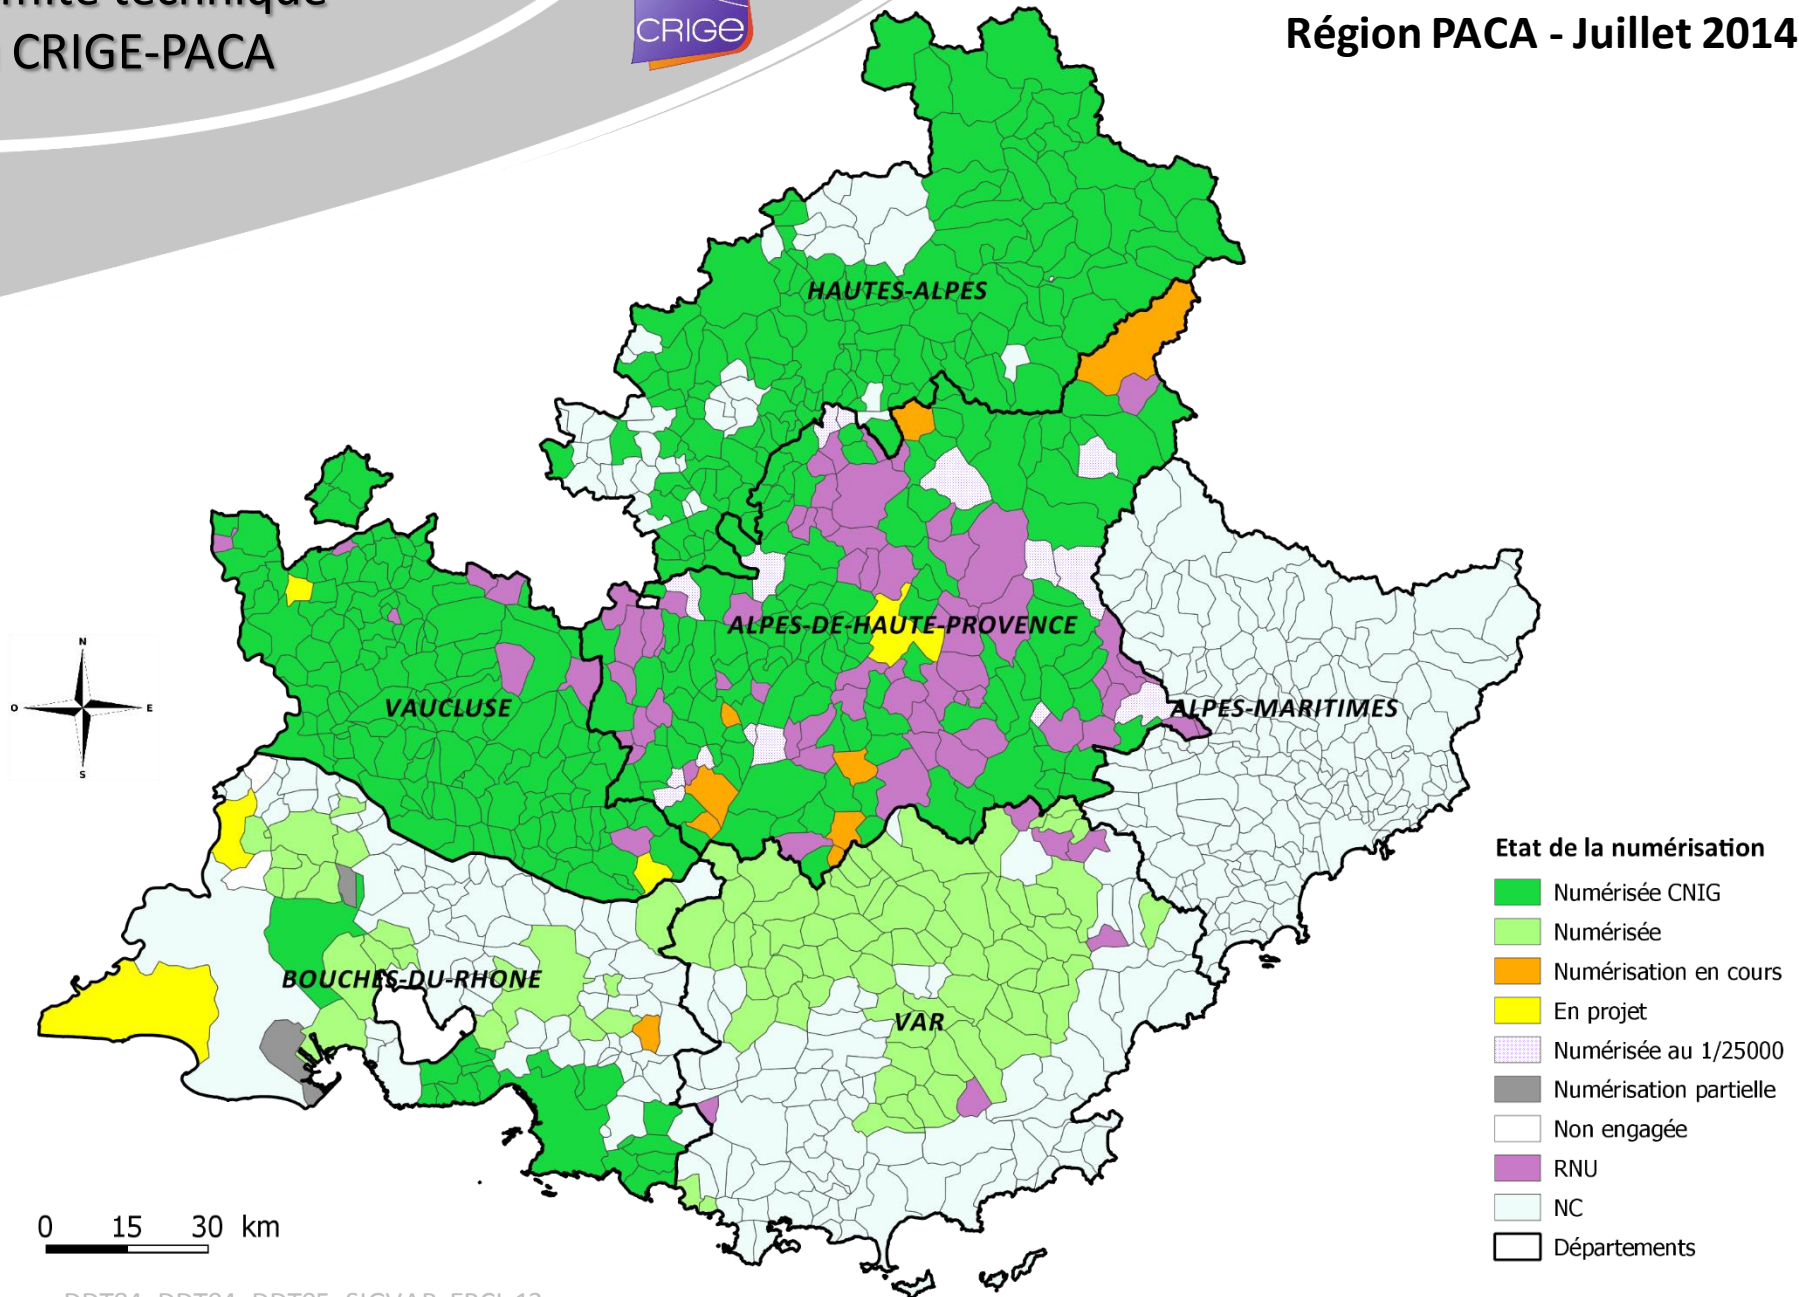 technique
CRIGE-PACA
CRIGE
Région PACA - Juillet 2014
HAUTES-ALPES
ALPES-DE-HAUTE-PROVENCE
VAUCLUSE
ALPES-MARITIMES
BOUCHES-DU-RHONE
VAR
N
O
E
S
Etat de la numérisation
Numérisée CNIG
Numérisée
Numérisation en cours
En projet
Numérisée au 1/25000
Numérisation partielle
Non engagée
RNU
NC
Départements
0 15 30 km